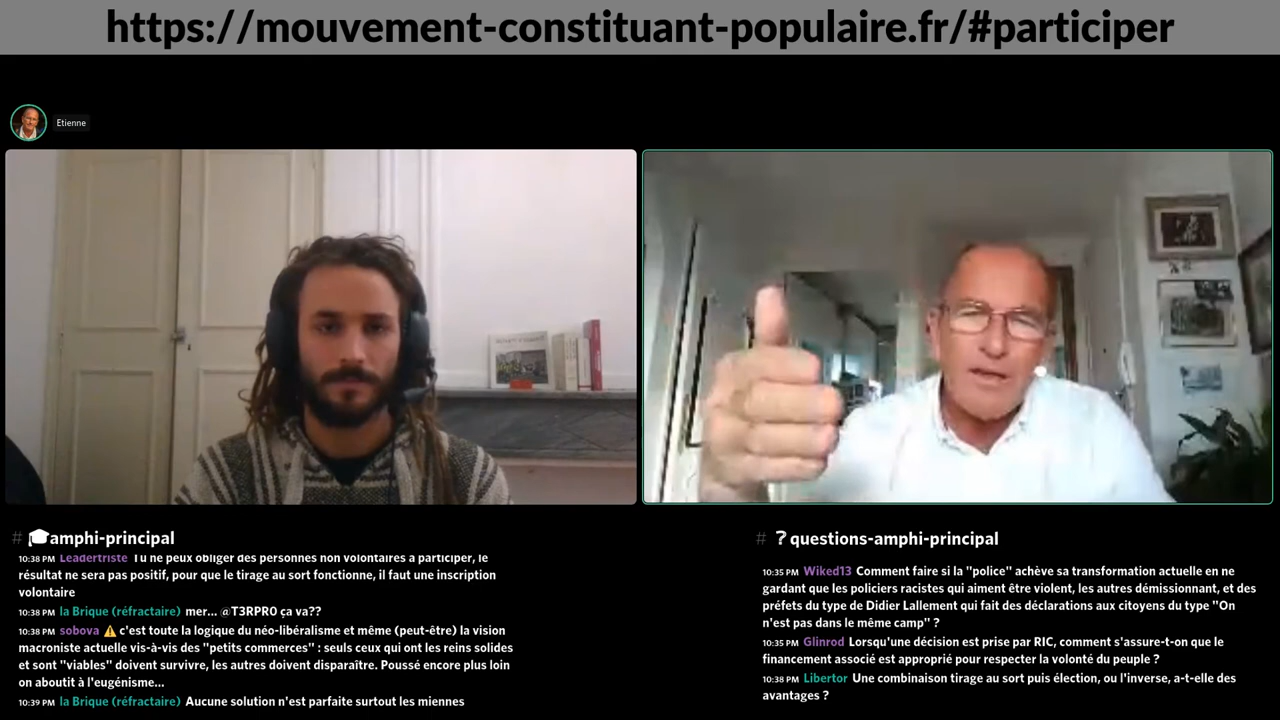 https://mouvement-constituant-populaire.fr/#participer
Etienne
# 🎓amphi-principal
10:38 PM Leadertriste Tu ne peux obliger des personnes non volontaires a participer, le
résultat ne sera pas positif, pour que le tirage au sort fonctionne, il faut une inscription
volontaire
10:38 PM la Brique (réfractaire) mer... @T3RPR0 ça va??
10:38 PM sobova ⚠️ c'est toute la logique du néo-libéralisme et même (peut-être) la vision
macroniste actuelle vis-à-vis des "petits commerces" : seuls ceux qui ont les reins solides
et sont "viables" doivent survivre, les autres doivent disparaître. Poussé encore plus loin
on aboutit à l'eugénisme...
10:39 PM la Brique (réfractaire) Aucune solution n'est parfaite surtout les miennes
# ❔questions-amphi-principal
10:35 PM Wiked13 Comment faire si la "police" achève sa transformation actuelle en ne
gardant que les policiers racistes qui aiment être violent, les autres démissionnant, et des
préfets du type de Didier Lallement qui fait des déclarations aux citoyens du type "On
n'est pas dans le même camp" ?
10:35 PM Glinrod Lorsqu'une décision est prise par RIC, comment s'assure-t-on que le
financement associé est approprié pour respecter la volonté du peuple ?
10:38 PM Libertor Une combinaison tirage au sort puis élection, ou l'inverse, a-t-elle des
avantages ?